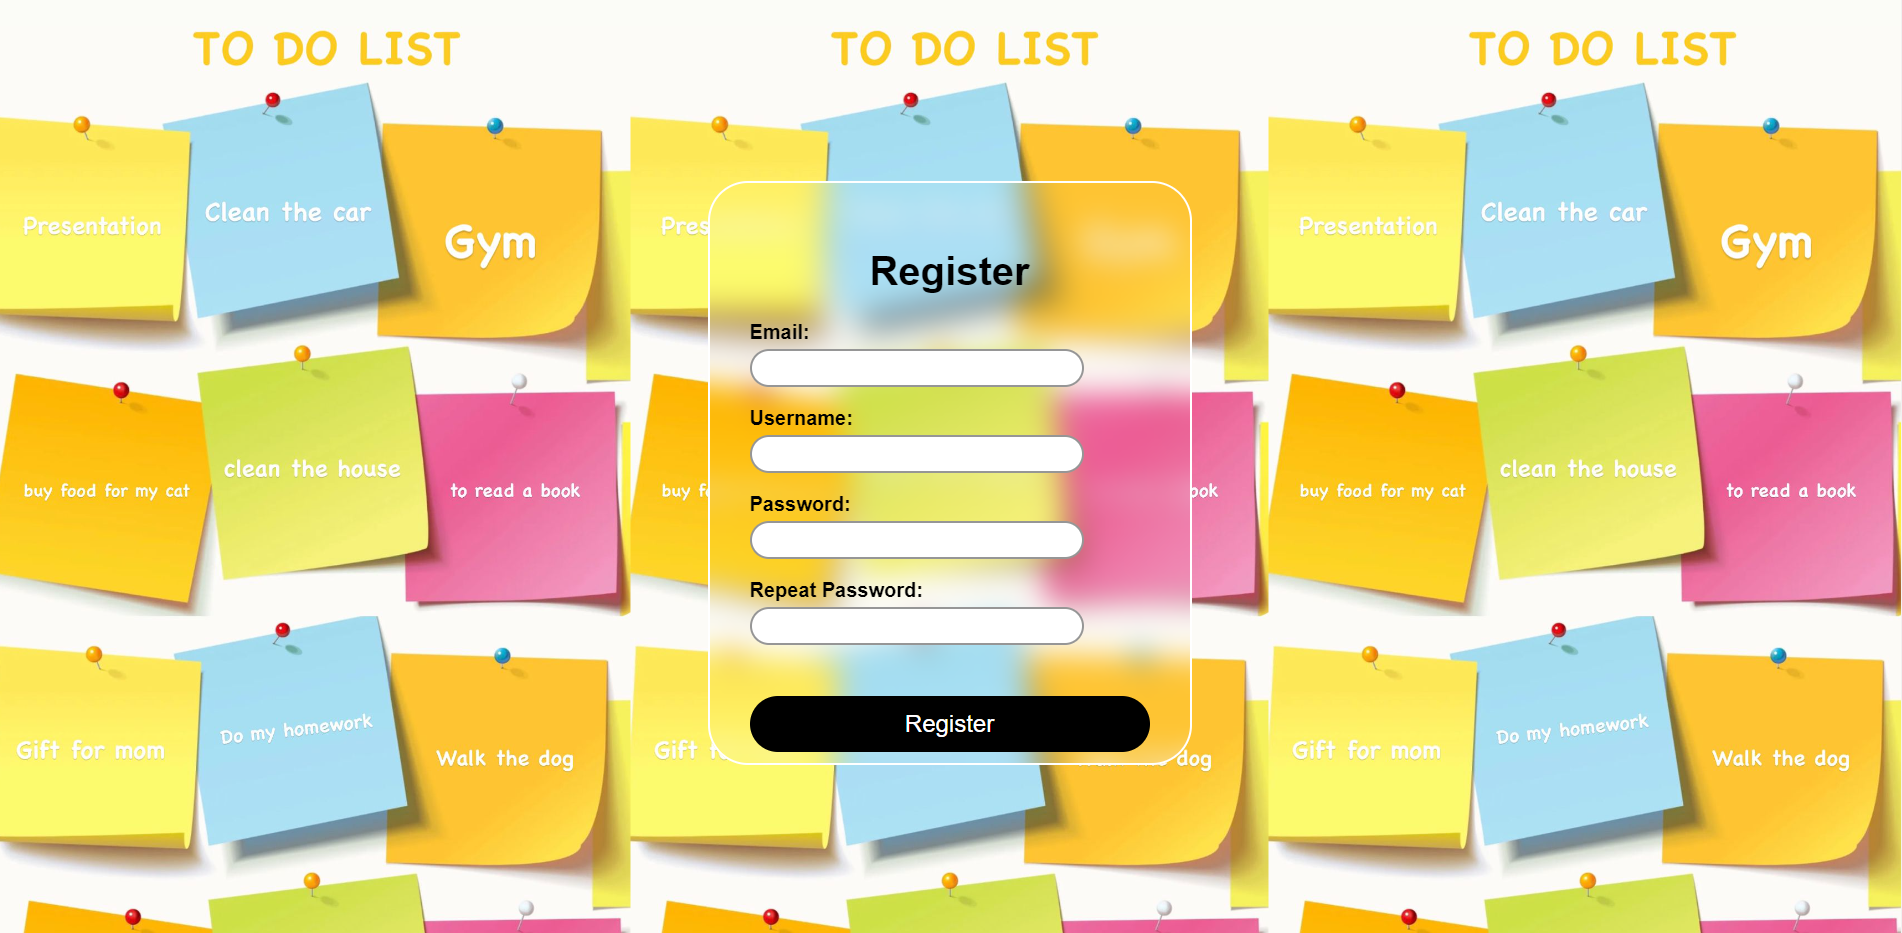 TO DO LIST TO DO LIST TO DO LIST
Presentation Clean the car Gym
Pres
Presentation Clean the car Gym
Register
Email:
Username:
Password:
Repeat Password:
Register
buy food for my cat clean the house to read a book
buy f
ook
buy food for my cat clean the house to read a book
Gift for mom Do my homework Walk the dog
Gift
dog
Gift for mom Do my homework Walk the dog